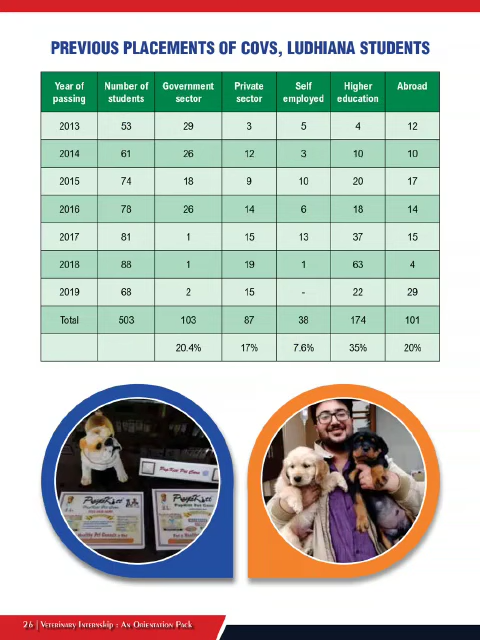 PREVIOUS PLACEMENTS OF COVS, LUDHIANA STUDENTS
Year of passing Number of students Government sector Private sector Self employed Higher education Abroad
2013 53 29 3 5 4 12
2014 61 26 12 3 10 10
2015 74 18 9 10 20 17
2016 78 26 14 6 18 14
2017 81 1 15 13 37 15
2018 88 1 19 1 63 4
2019 68 2 15 - 22 29
Total 503 103 87 38 174 101
20.4% 17% 7.6% 35% 20%
26 | Veterinary Internship : An Orientation Pack